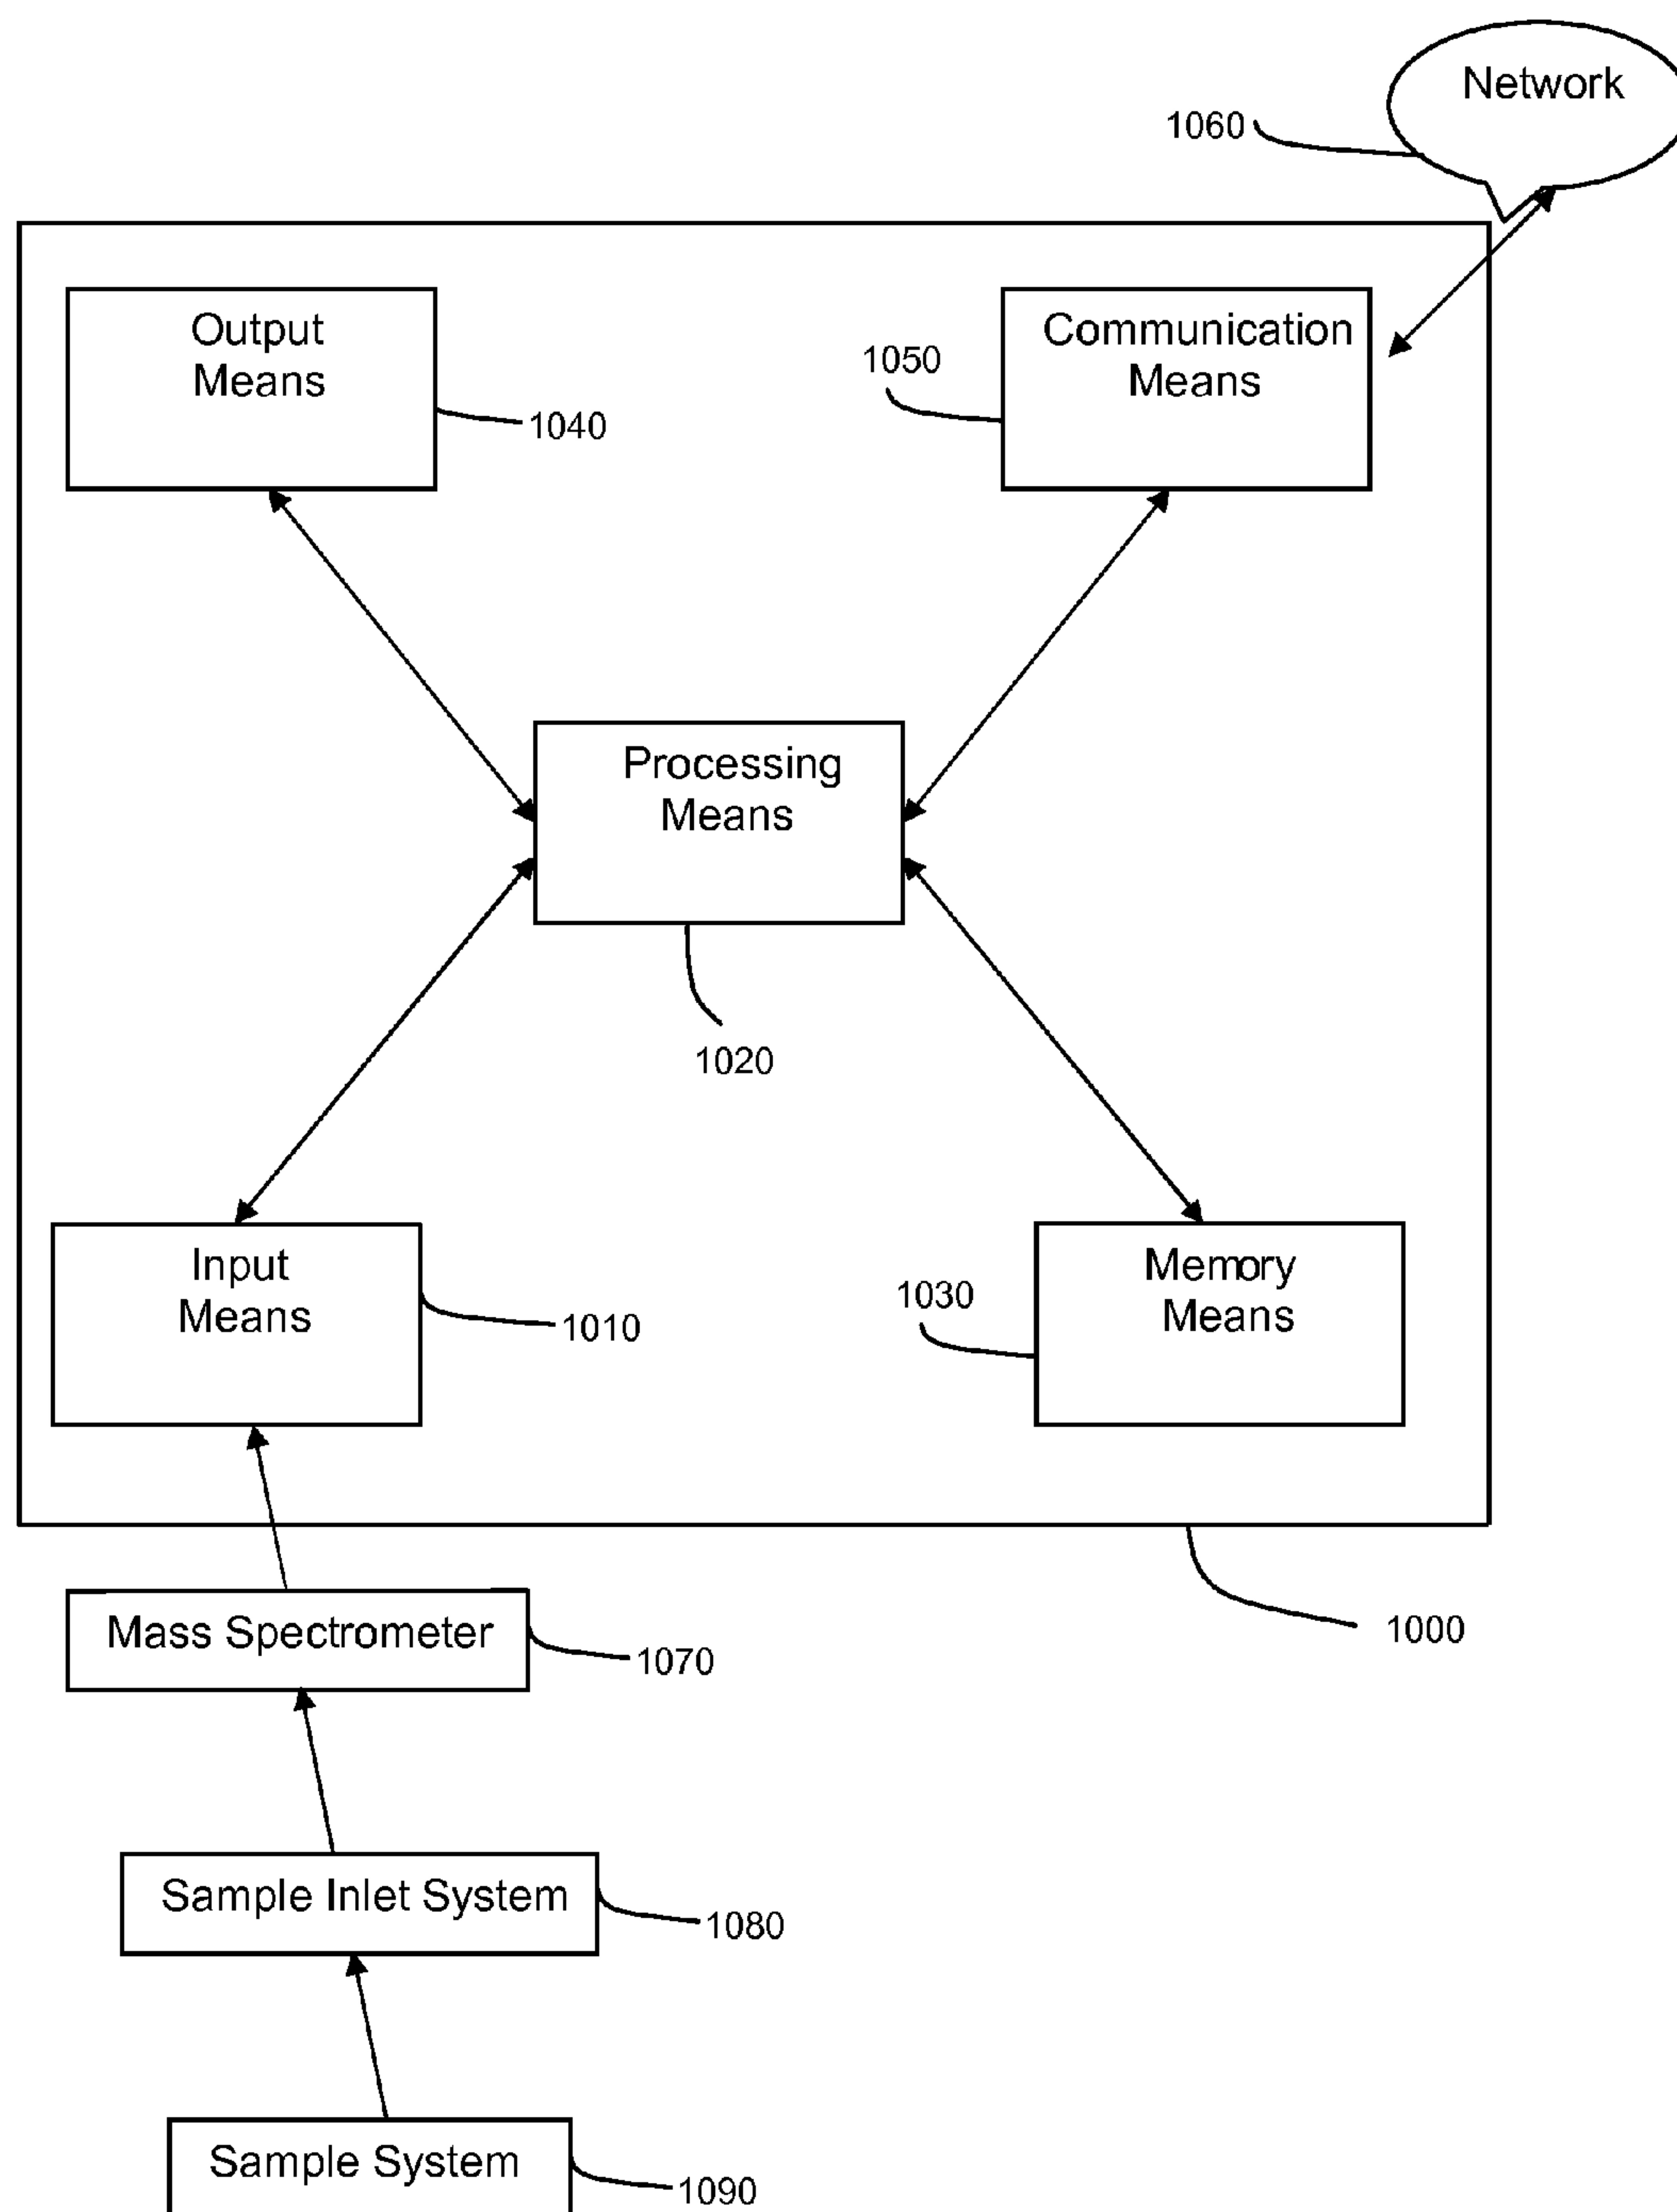 Network
1060
Output
Means
1040
1050
Communication
Means
Processing
Means
1020
Input
Means
1010
1030
Memory
Means
1000
Mass Spectrometer
1070
Sample Inlet System
1080
Sample System
1090